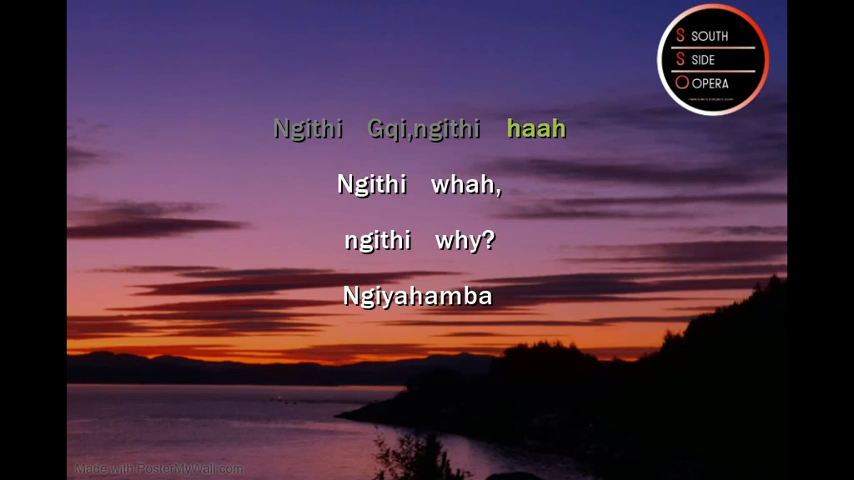 S SOUTH
S SIDE
O OPERA
Ngithi Gqi,ngithi haah
Ngithi whah,
ngithi why?
Ngiyahamba
Made with PosterMyWall.com